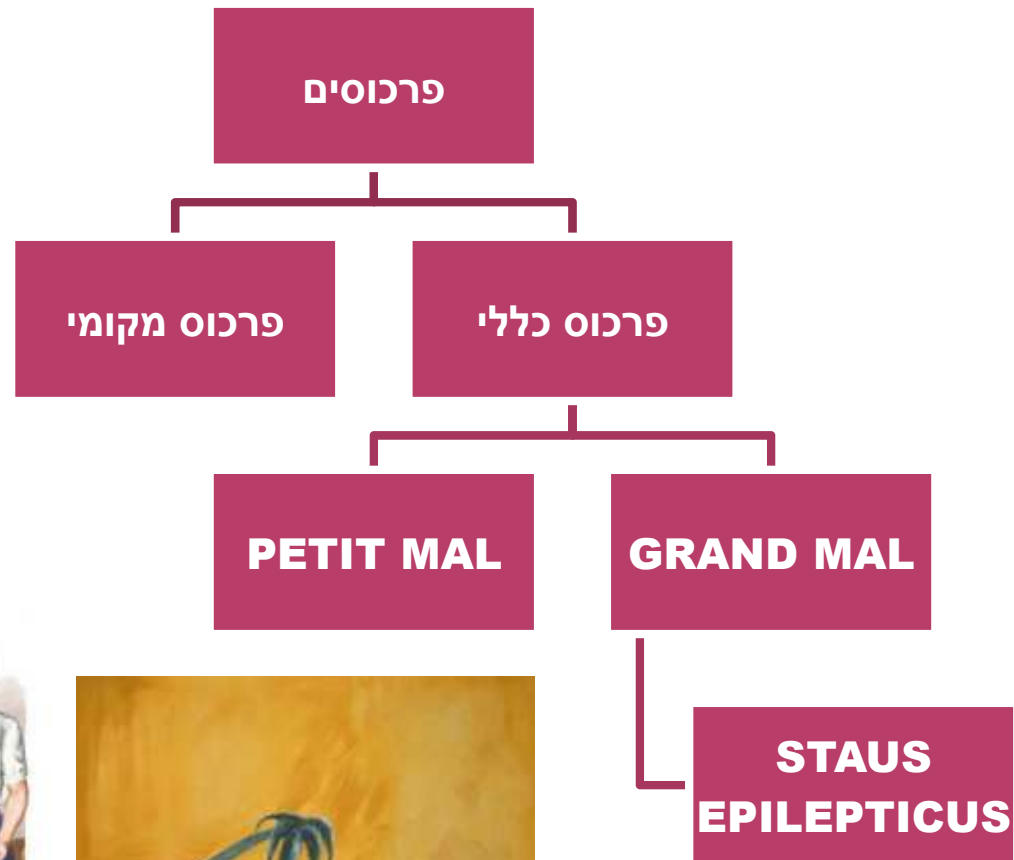 פרכוסים
פרכוס כללי
פרכוס מקומי
PETIT MAL
GRAND MAL
STAUS
EPILEPTICUS